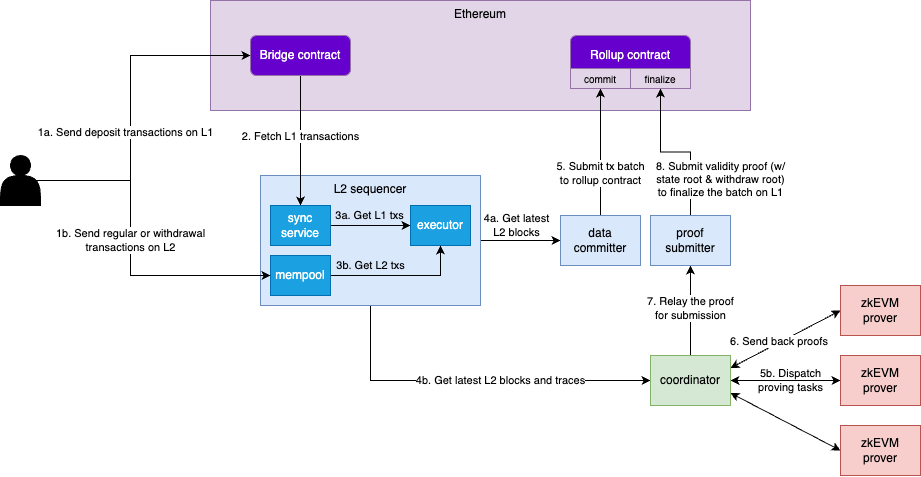 Ethereum
Bridge contract
Rollup contract
commit
finalize
1a. Send deposit transactions on L1
2. Fetch L1 transactions
5. Submit tx batch
to rollup contract
8. Submit validity proof (w/
state root & withdraw root)
to finalize the batch on L1
L2 sequencer
sync
service
3a. Get L1 txs
executor
4a. Get latest
L2 blocks
data
committer
proof
submitter
1b. Send regular or withdrawal
transactions on L2
mempool
3b. Get L2 txs
7. Relay the proof
for submission
zkEVM
prover
6. Send back proofs
4b. Get latest L2 blocks and traces
coordinator
5b. Dispatch
proving tasks
zkEVM
prover
zkEVM
prover